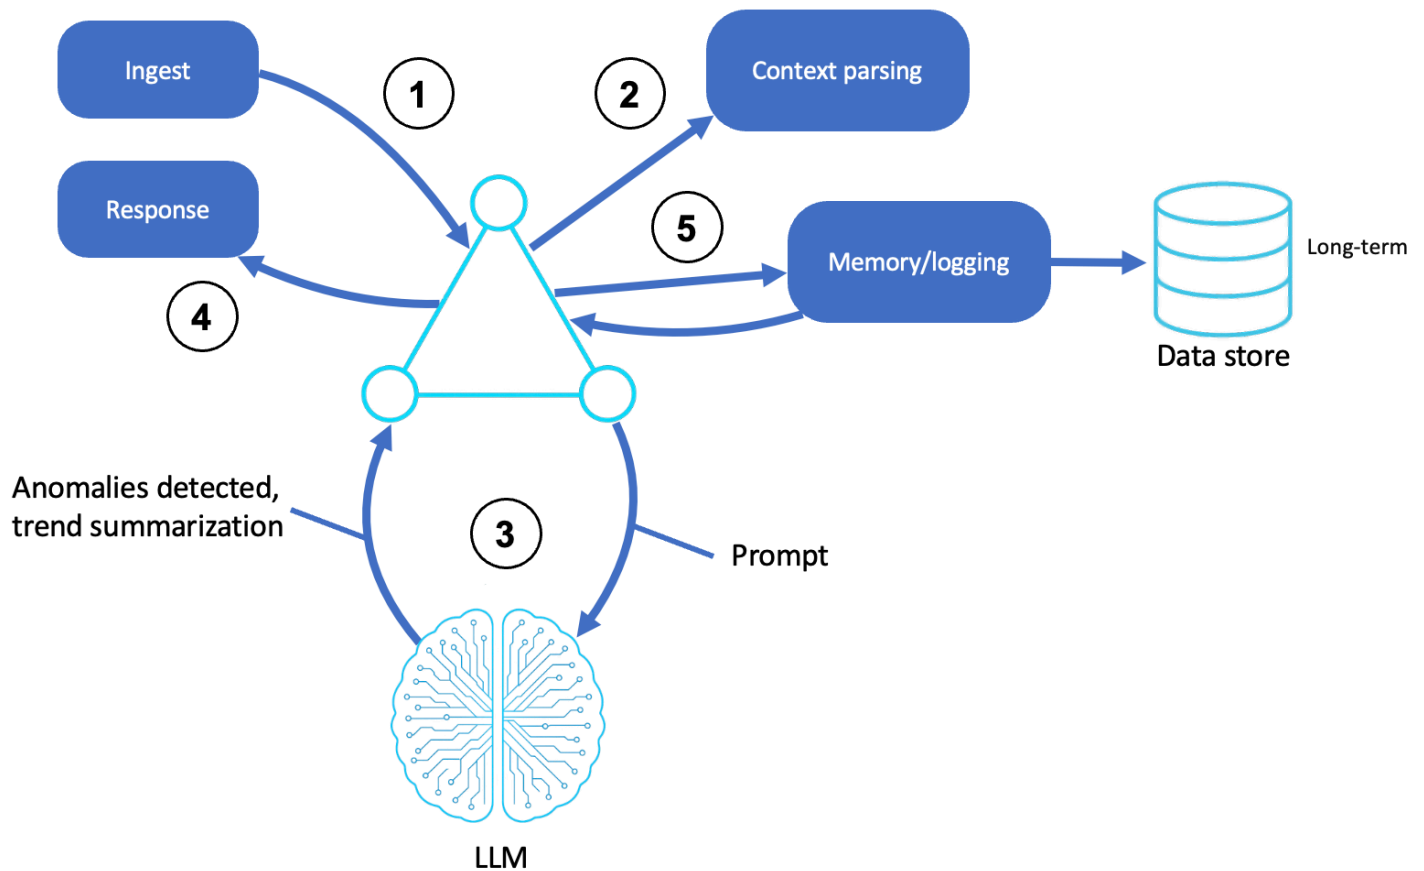 Ingest
1
2
Context parsing
Response
4
5
Memory/logging
Long-term
Data store
Anomalies detected,
trend summarization
3
Prompt
LLM